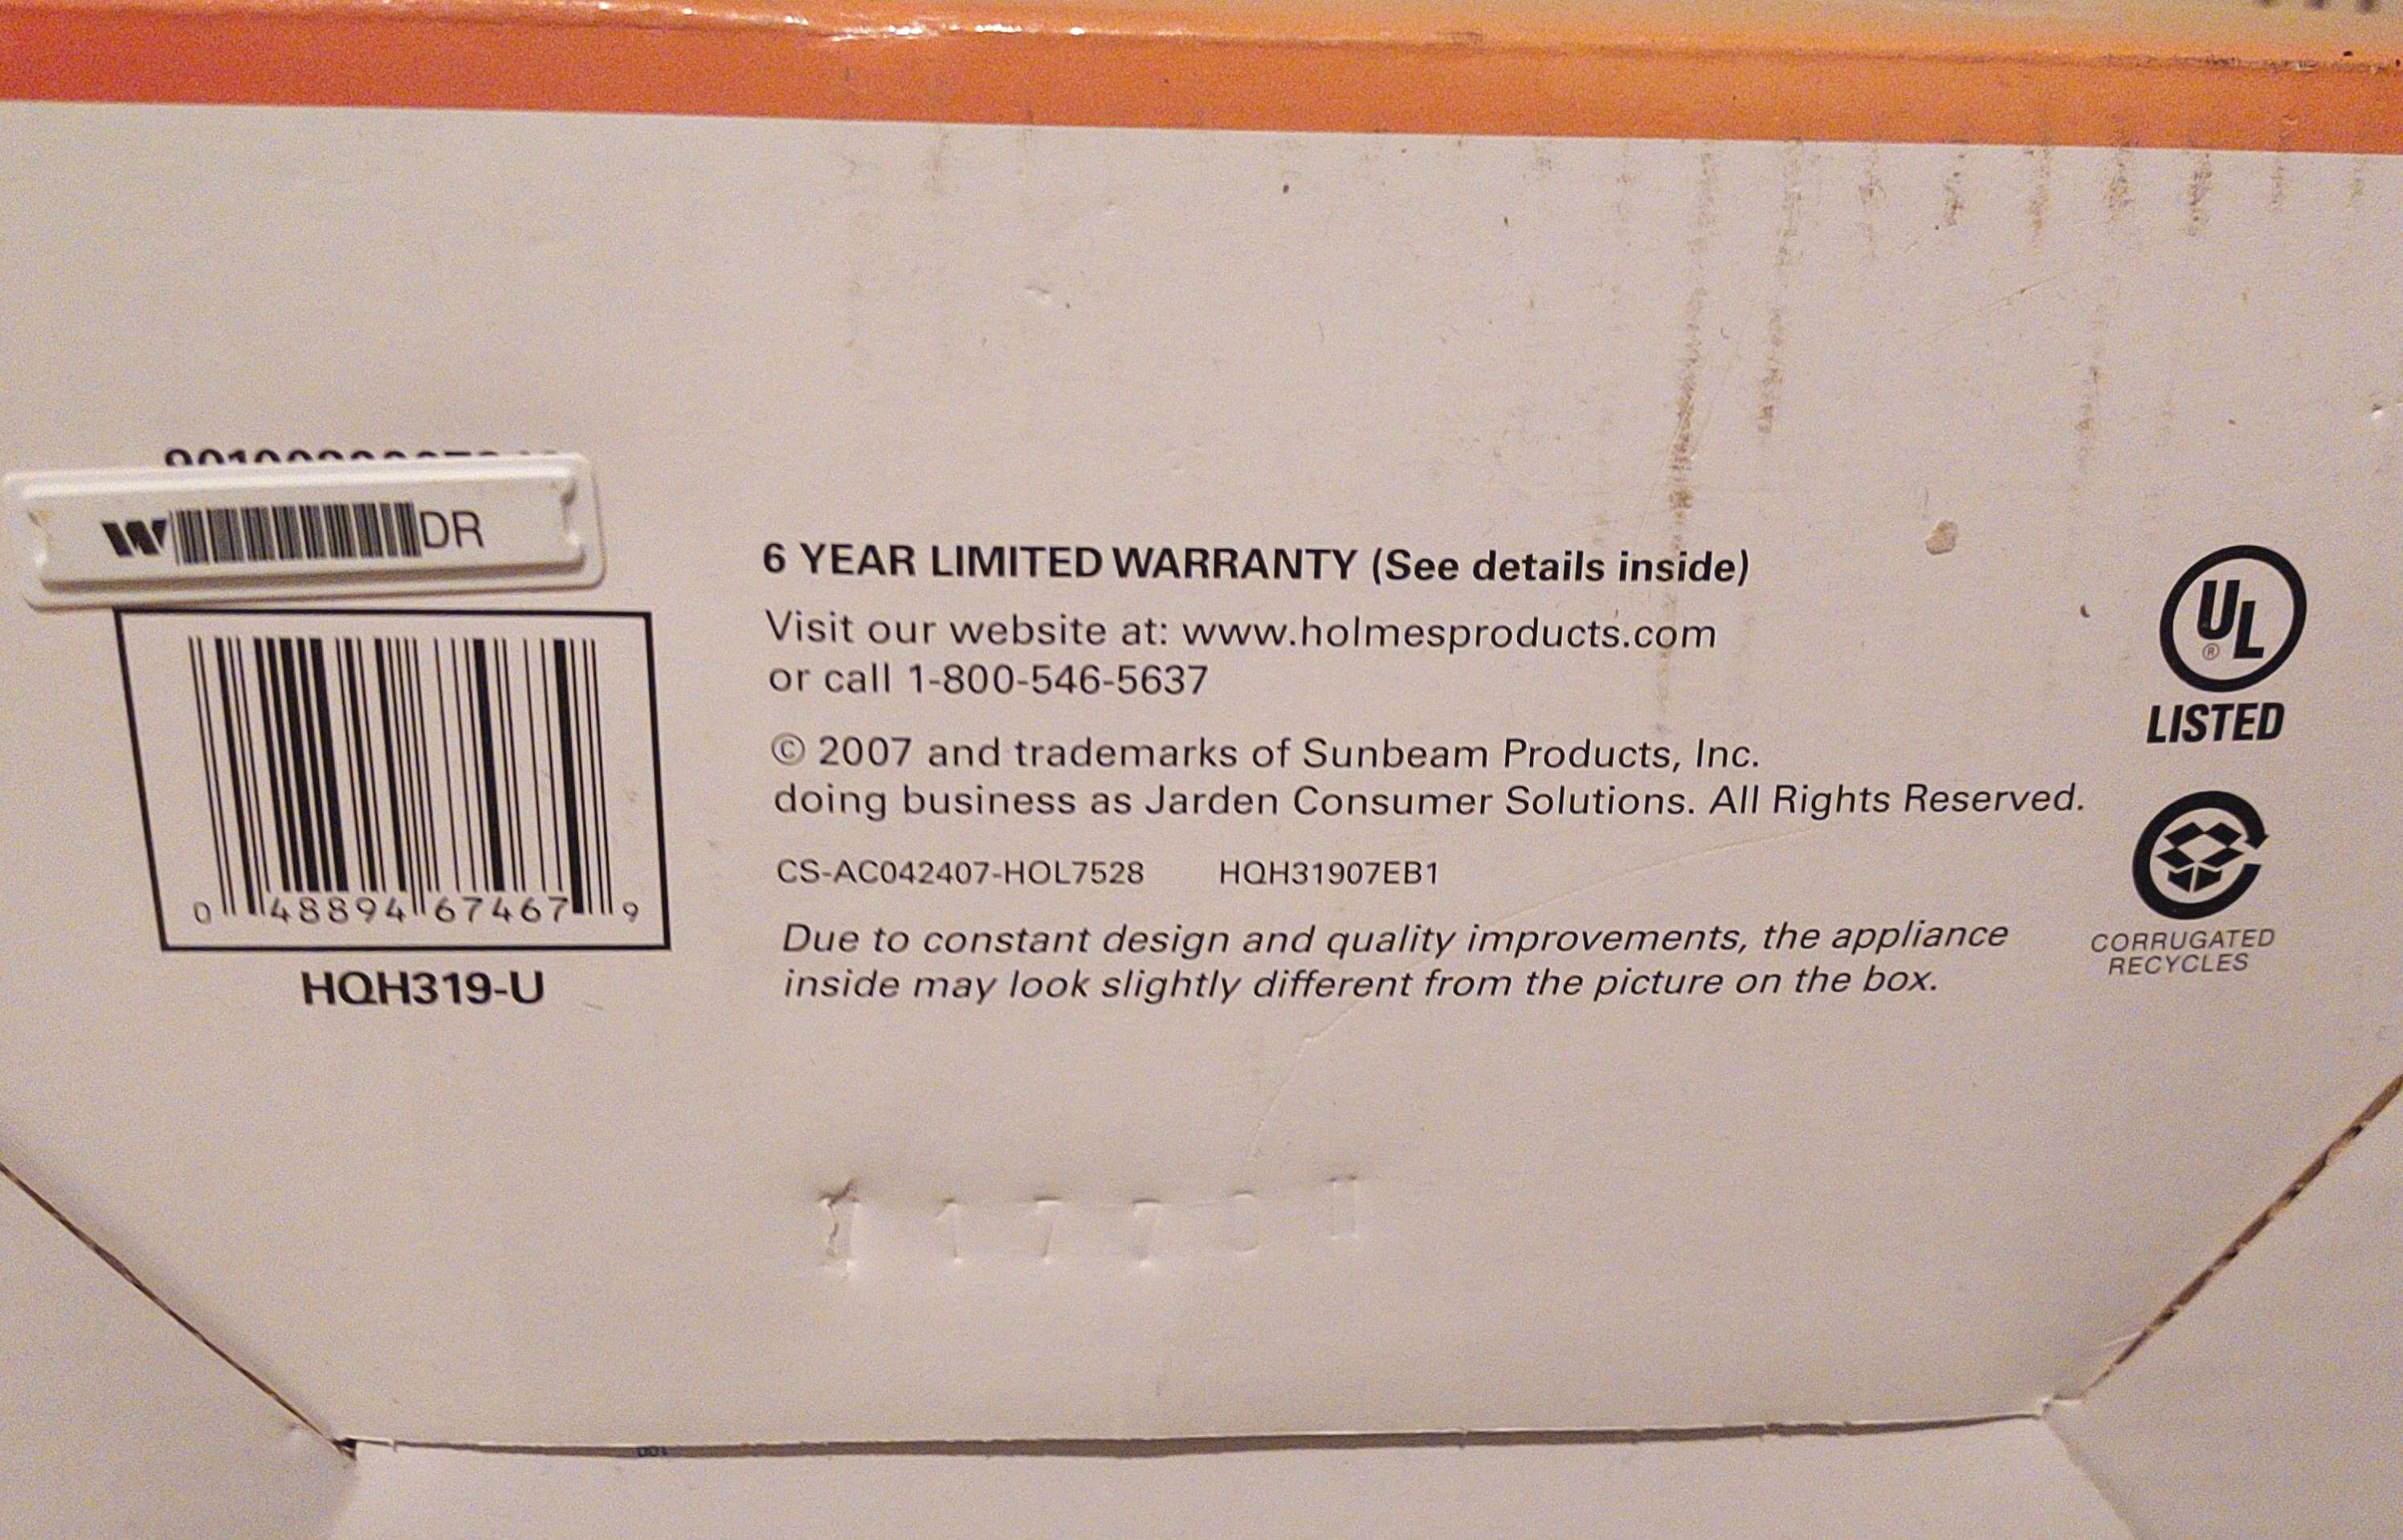 W DR
0 48894 67467 9
HQH319-U
6 YEAR LIMITED WARRANTY (See details inside)
Visit our website at: www.holmesproducts.com
or call 1-800-546-5637
© 2007 and trademarks of Sunbeam Products, Inc.
doing business as Jarden Consumer Solutions. All Rights Reserved.
CS-AC042407-HOL7528 HQH31907EB1
Due to constant design and quality improvements, the appliance
inside may look slightly different from the picture on the box.
UL
®
LISTED
CORRUGATED
RECYCLES